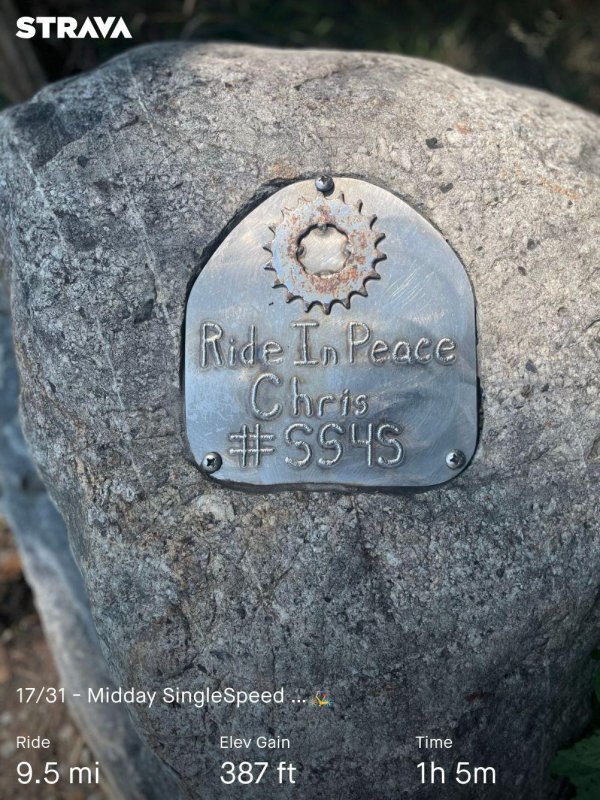 STRAVA
Ride In Peace
Chris
#SS4S
17/31 - Midday SingleSpeed ...
Ride
9.5 mi
Elev Gain
387 ft
Time
1h 5m